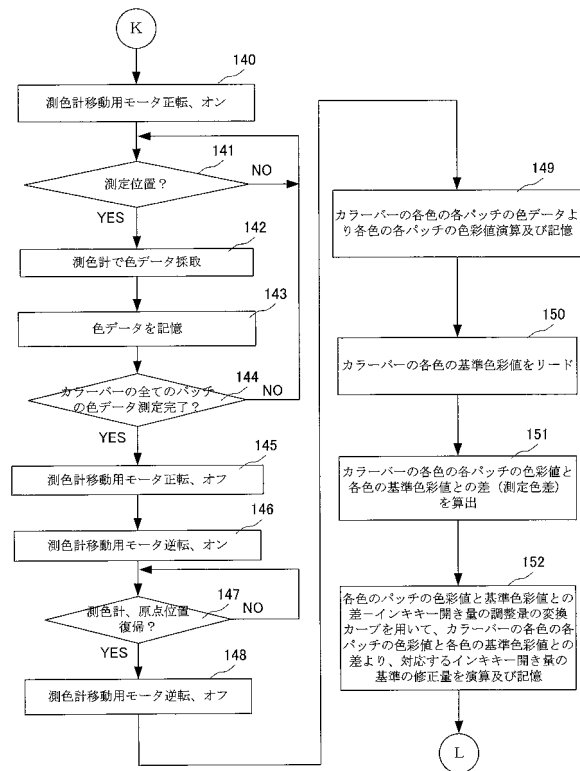 K
140
測色計移動用モータ正転、オン
141
測定位置？
NO
YES
142
測色計で色データ採取
143
色データを記憶
144
カラーバーの全てのパッチ
の色データ測定完了？
NO
YES
145
測色計移動用モータ正転、オフ
146
測色計移動用モータ逆転、オン
147
測色計、原点位置
復帰？
NO
YES
148
測色計移動用モータ逆転、オフ
149
カラーバーの各色の各パッチの色データよ
り各色の各パッチの色彩値演算及び記憶
150
カラーバーの各色の基準色彩値をリード
151
カラーバーの各色の各パッチの色彩値と
各色の基準色彩値との差（測定色差）
を算出
152
各色のパッチの色彩値と基準色彩値との
差－インキキー開き量の調整量の変換
カーブを用いて、カラーバーの各色の各
パッチの色彩値と各色の基準色彩値との
差より、対応するインキキー開き量の
基準の修正量を演算及び記憶
L